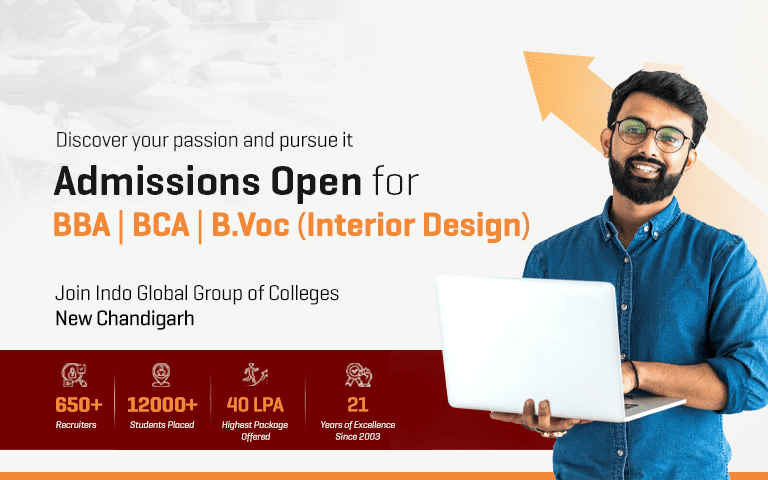 Discover your passion and pursue it
Admissions Open for
BBA | BCA | B.Voc (Interior Design)
Join Indo Global Group of Colleges
New Chandigarh
650+
Recruiters
12000+
Students Placed
40 LPA
Highest Package
Offered
21
Years of Excellence
Since 2003